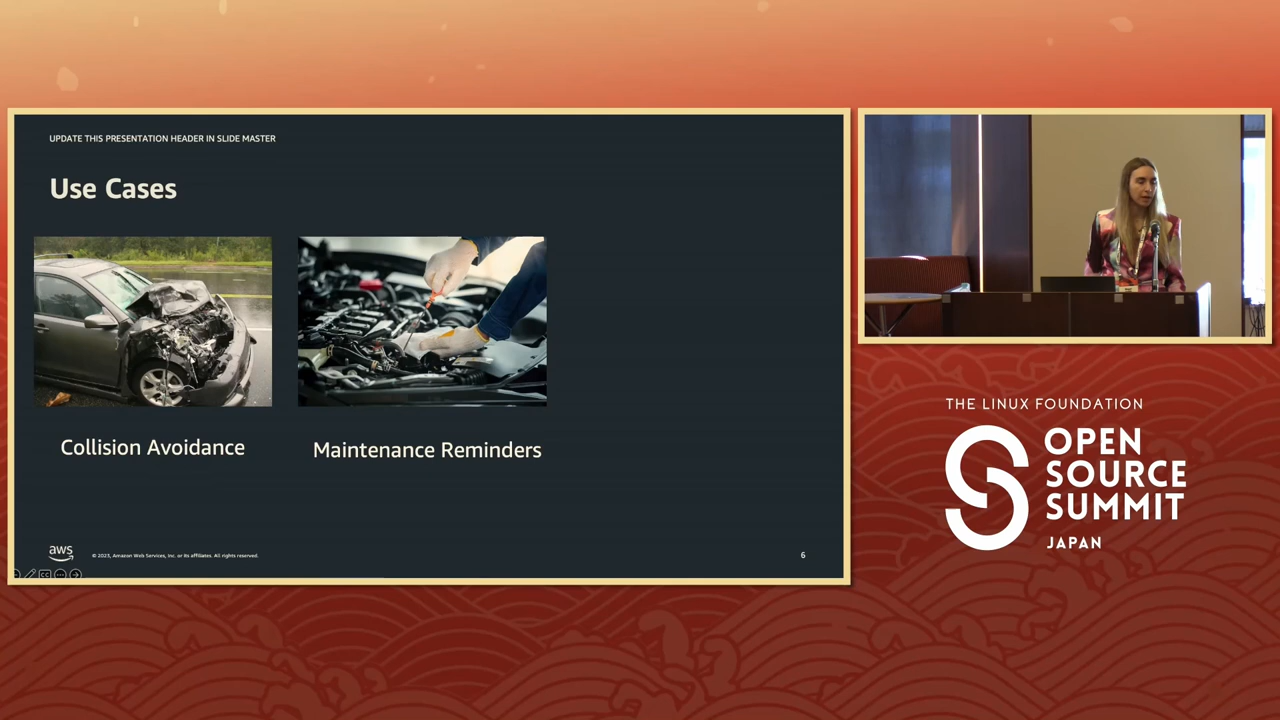 UPDATE THIS PRESENTATION HEADER IN SLIDE MASTER
Use Cases
Collision Avoidance
Maintenance Reminders
aws
© 2023, Amazon Web Services, Inc. or its affiliates. All rights reserved.
6
THE LINUX FOUNDATION
OPEN
SOURCE
SUMMIT
JAPAN